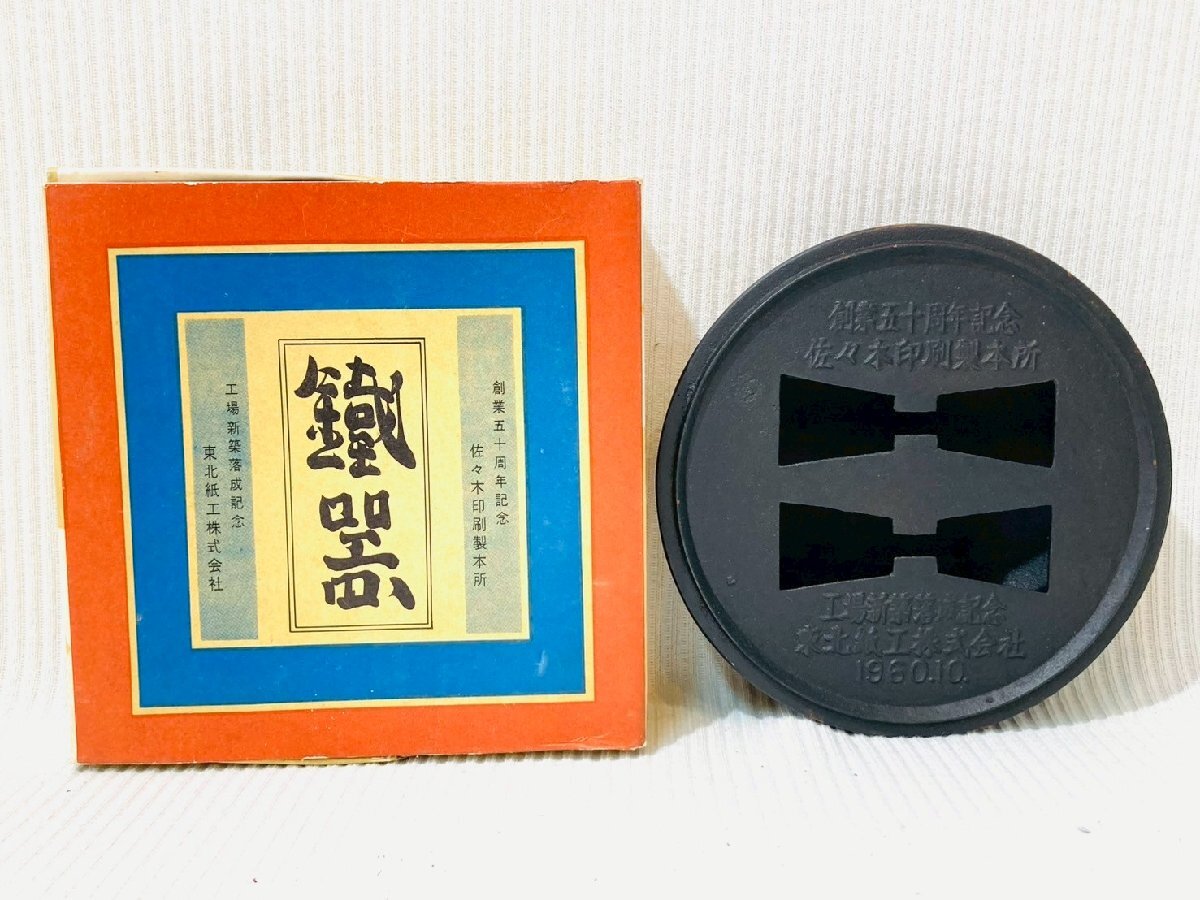 創業五十周年記念
佐々木印刷製本所
鐵器
工場新築落成記念
東北紙工株式会社
創業五十周年記念
佐々木印刷製本所
工場新築落成記念
東北紙工株式会社
1960.10.